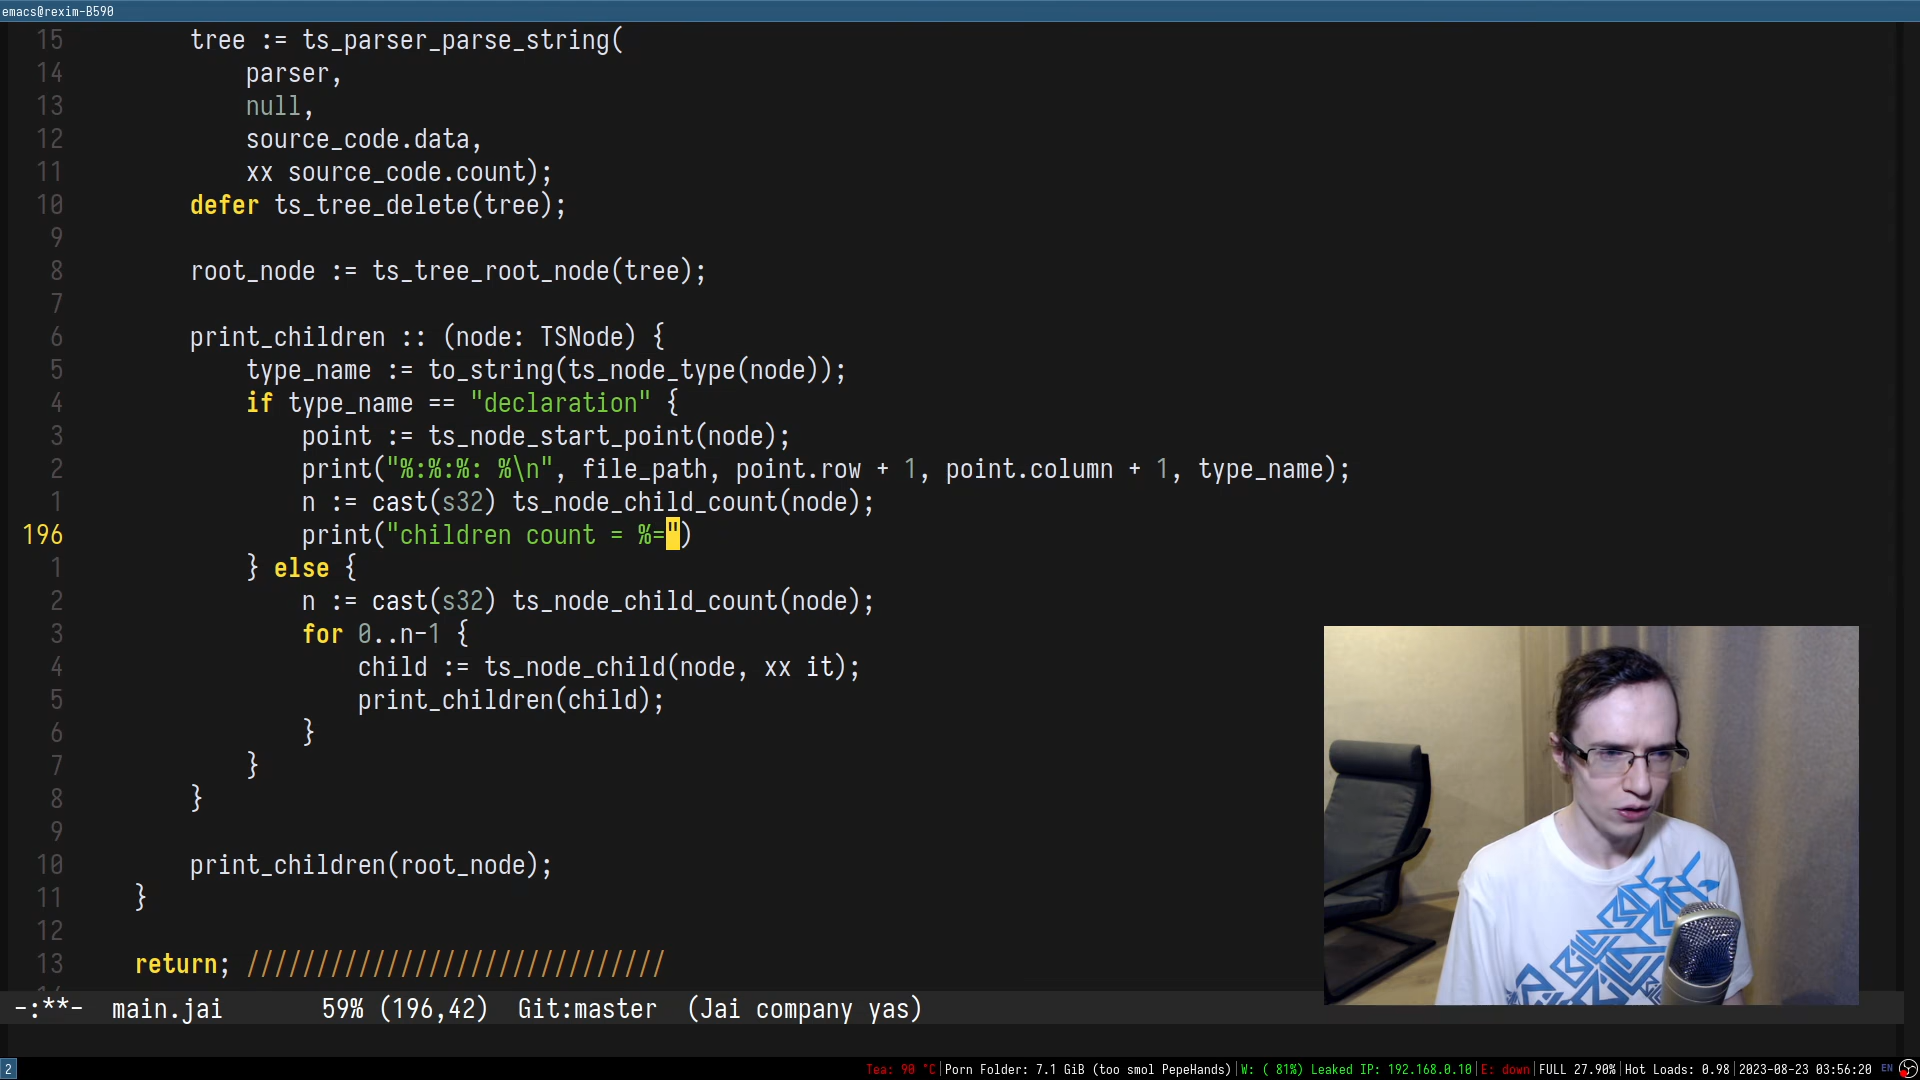 emacs@rexim-B590
15 tree := ts_parser_parse_string(
14 parser,
13 null,
12 source_code.data,
11 xx source_code.count);
10 defer ts_tree_delete(tree);
9
8 root_node := ts_tree_root_node(tree);
7
6 print_children :: (node: TSNode) {
5 type_name := to_string(ts_node_type(node));
4 if type_name == "declaration" {
3 point := ts_node_start_point(node);
2 print("%:%:%: %\n", file_path, point.row + 1, point.column + 1, type_name);
1 n := cast(s32) ts_node_child_count(node);
196 print("children count = %=")
1 } else {
2 n := cast(s32) ts_node_child_count(node);
3 for 0..n-1 {
4 child := ts_node_child(node, xx it);
5 print_children(child);
6 }
7 }
8 }
9
10 print_children(root_node);
11 }
12
13 return; //////////////////////////////
-:**- main.jai 59% (196,42) Git:master (Jai company yas)
2 Tea: 90 °C|Porn Folder: 7.1 GiB (too smol PepeHands)|W: ( 81%) Leaked IP: 192.168.0.10|E: down|FULL 27.90%|Hot Loads: 0.98|2023-08-23 03:56:20 EN